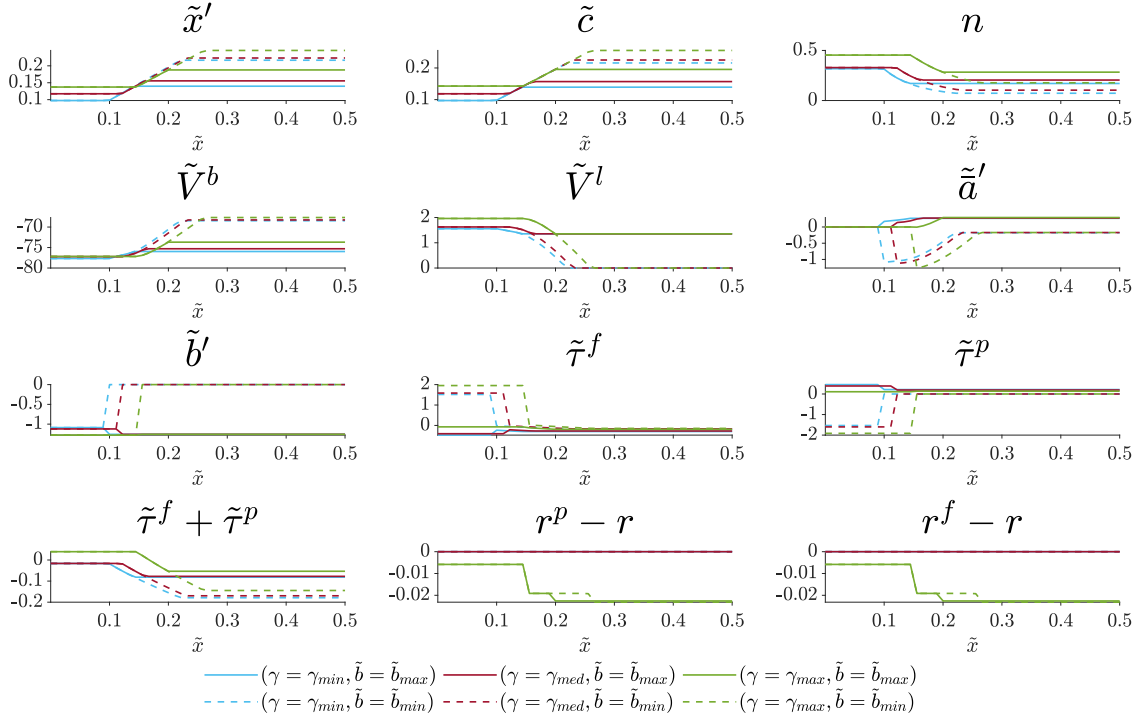 x̃′ c̃ n
0.2 0.15 0.1 0.2 0.1 0.5 0
0.1 0.2 0.3 0.4 0.5 0.1 0.2 0.3 0.4 0.5 0.1 0.2 0.3 0.4 0.5
x̃ x̃ x̃
Ṽᵇ Ṽˡ ã̄′
-70 -75 -80 2 1 0 0 -0.5 -1
0.1 0.2 0.3 0.4 0.5 0.1 0.2 0.3 0.4 0.5 0.1 0.2 0.3 0.4 0.5
x̃ x̃ x̃
b̃′ τ̃ᶠ τ̃ᵖ
0 -1 2 1 0 0 -1 -2
0.1 0.2 0.3 0.4 0.5 0.1 0.2 0.3 0.4 0.5 0.1 0.2 0.3 0.4 0.5
x̃ x̃ x̃
τ̃ᶠ + τ̃ᵖ rᵖ − r rᶠ − r
0 -0.1 -0.2 0 -0.01 -0.02 0 -0.01 -0.02
0.1 0.2 0.3 0.4 0.5 0.1 0.2 0.3 0.4 0.5 0.1 0.2 0.3 0.4 0.5
x̃ x̃ x̃
(γ = γ_min, b̃ = b̃_max) (γ = γ_med, b̃ = b̃_max) (γ = γ_max, b̃ = b̃_max)
(γ = γ_min, b̃ = b̃_min) (γ = γ_med, b̃ = b̃_min) (γ = γ_max, b̃ = b̃_min)